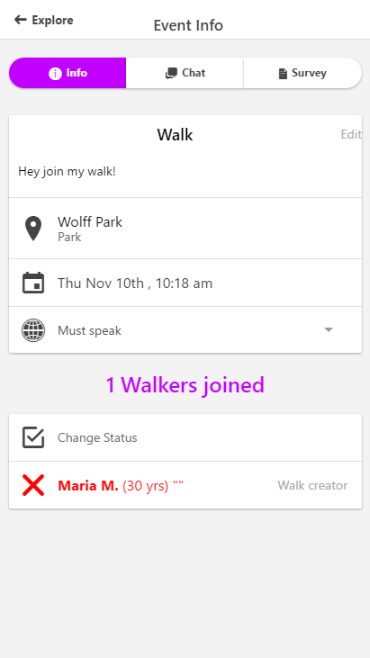 Explore
Event Info
Info
Chat
Survey
Walk
Edit
Hey join my walk!
Wolff Park
Park
Thu Nov 10th , 10:18 am
Must speak
1 Walkers joined
Change Status
Maria M. (30 yrs) "" Walk creator